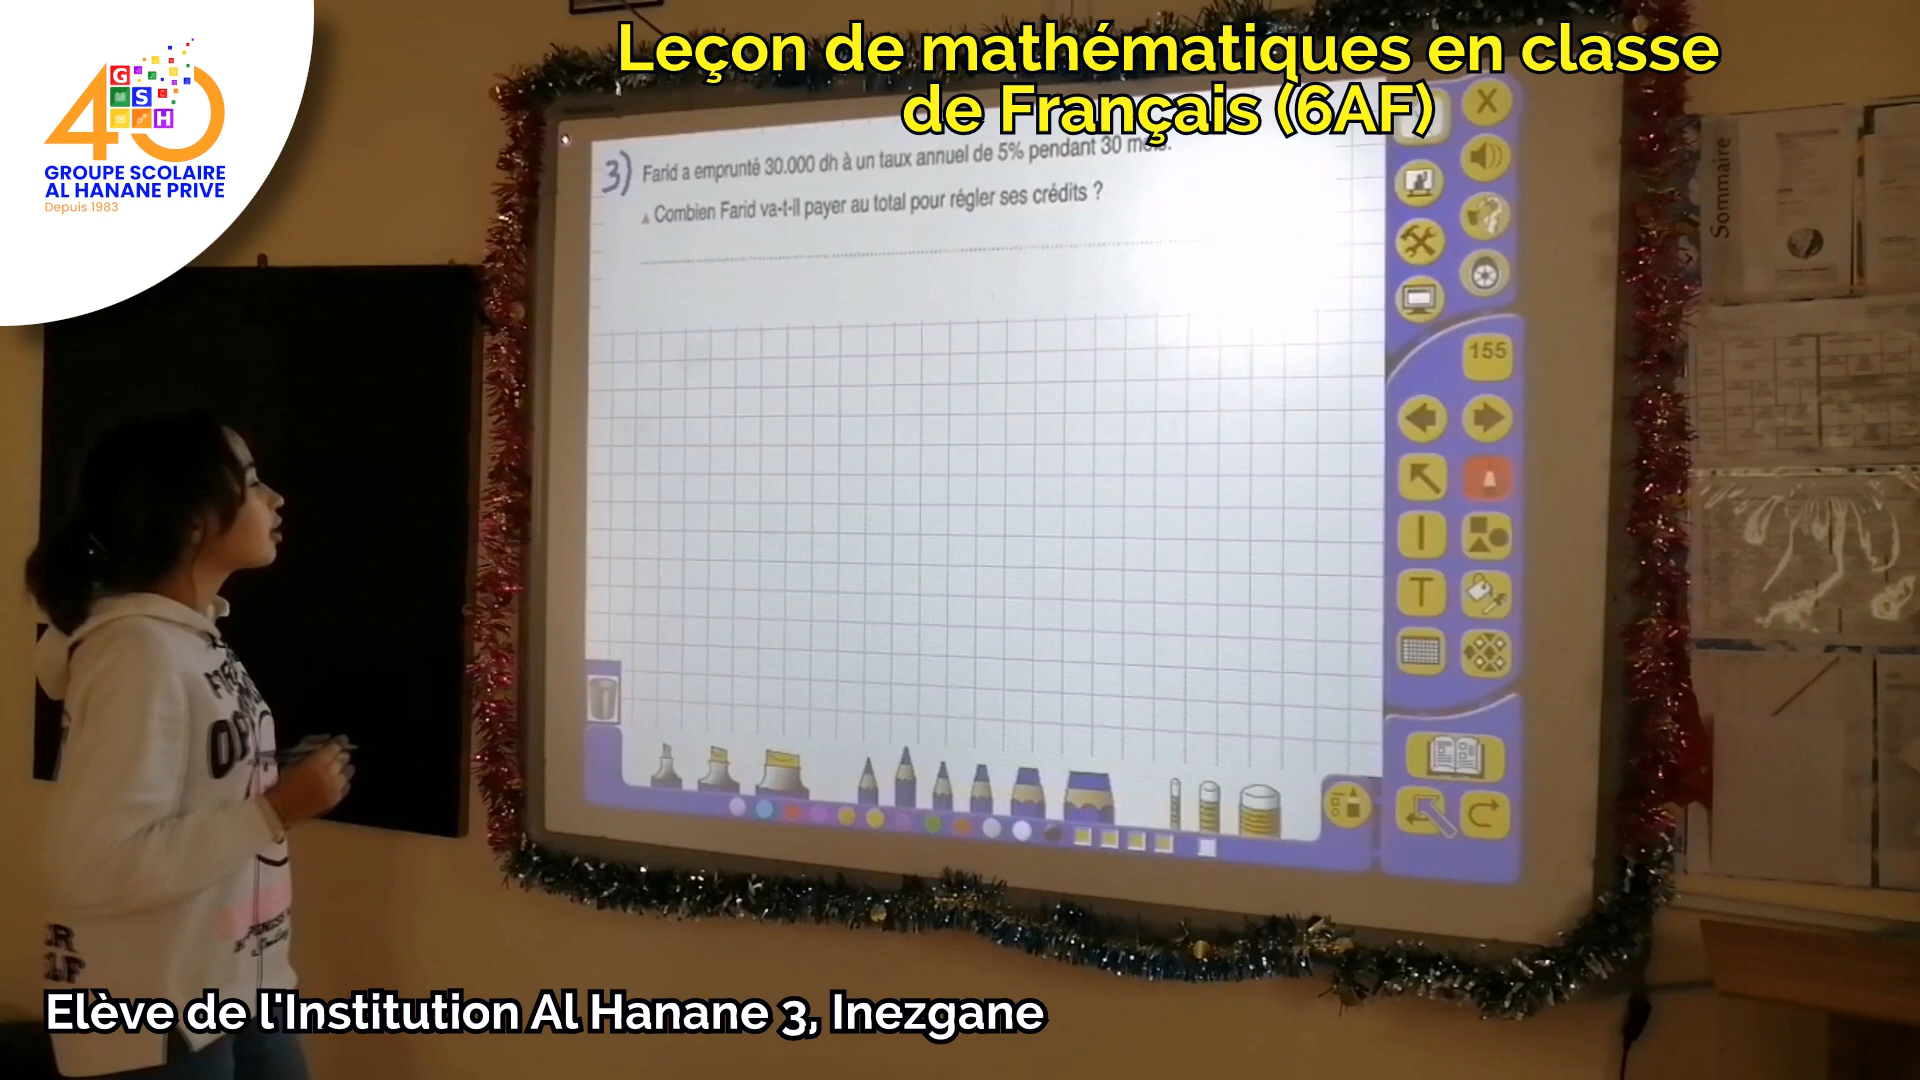 Leçon de mathématiques en classe
de Français (6AF)
G
S
H
40
GROUPE SCOLAIRE
AL HANANE PRIVE
Depuis 1983
3) Farid a emprunté 30.000 dh à un taux annuel de 5% pendant 30 mois.
Combien Farid va-t-il payer au total pour régler ses crédits ?
X
155
T
Sommaire
Elève de l'Institution Al Hanane 3, Inezgane